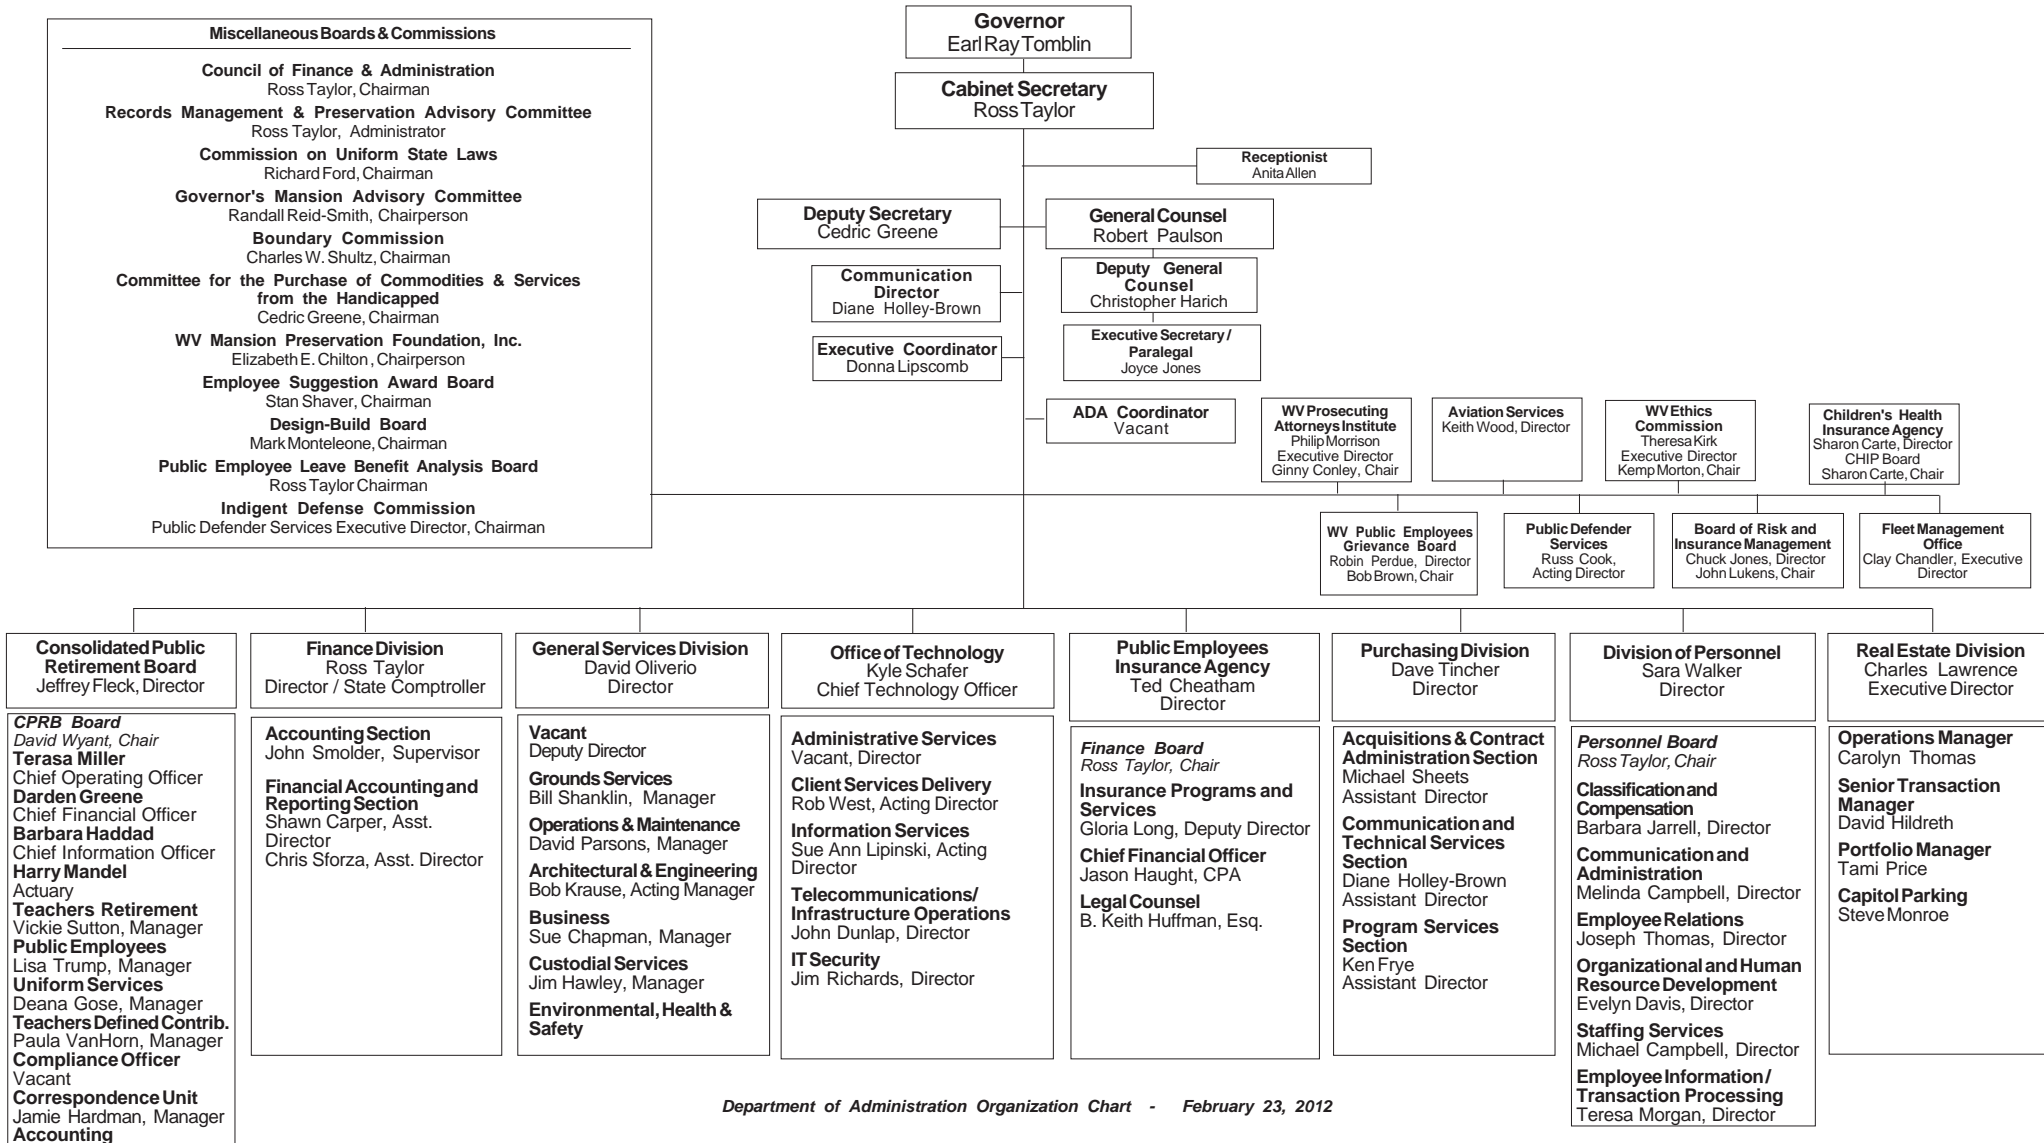 Miscellaneous Boards & Commissions
Council of Finance & Administration
Ross Taylor, Chairman
Records Management & Preservation Advisory Committee
Ross Taylor, Administrator
Commission on Uniform State Laws
Richard Ford, Chairman
Governor's Mansion Advisory Committee
Randall Reid-Smith, Chairperson
Boundary Commission
Charles W. Shultz, Chairman
Committee for the Purchase of Commodities & Services
from the Handicapped
Cedric Greene, Chairman
WV Mansion Preservation Foundation, Inc.
Elizabeth E. Chilton, Chairperson
Employee Suggestion Award Board
Stan Shaver, Chairman
Design-Build Board
Mark Monteleone, Chairman
Public Employee Leave Benefit Analysis Board
Ross Taylor Chairman
Indigent Defense Commission
Public Defender Services Executive Director, Chairman
Governor
Earl Ray Tomblin
Cabinet Secretary
Ross Taylor
Receptionist
Anita Allen
Deputy Secretary
Cedric Greene
General Counsel
Robert Paulson
Communication
Director
Diane Holley-Brown
Deputy General
Counsel
Christopher Harich
Executive Coordinator
Donna Lipscomb
Executive Secretary /
Paralegal
Joyce Jones
ADA Coordinator
Vacant
WV Prosecuting
Attorneys Institute
Philip Morrison
Executive Director
Ginny Conley, Chair
Aviation Services
Keith Wood, Director
WV Ethics
Commission
Theresa Kirk
Executive Director
Kemp Morton, Chair
Children's Health
Insurance Agency
Sharon Carte, Director
CHIP Board
Sharon Carte, Chair
WV Public Employees
Grievance Board
Robin Perdue, Director
Bob Brown, Chair
Public Defender
Services
Russ Cook,
Acting Director
Board of Risk and
Insurance Management
Chuck Jones, Director
John Lukens, Chair
Fleet Management
Office
Clay Chandler, Executive
Director
Consolidated Public
Retirement Board
Jeffrey Fleck, Director
CPRB Board
David Wyant, Chair
Terasa Miller
Chief Operating Officer
Darden Greene
Chief Financial Officer
Barbara Haddad
Chief Information Officer
Harry Mandel
Actuary
Teachers Retirement
Vickie Sutton, Manager
Public Employees
Lisa Trump, Manager
Uniform Services
Deana Gose, Manager
Teachers Defined Contrib.
Paula VanHorn, Manager
Compliance Officer
Vacant
Correspondence Unit
Jamie Hardman, Manager
Accounting
Finance Division
Ross Taylor
Director / State Comptroller
Accounting Section
John Smolder, Supervisor
Financial Accounting and
Reporting Section
Shawn Carper, Asst.
Director
Chris Sforza, Asst. Director
General Services Division
David Oliverio
Director
Vacant
Deputy Director
Grounds Services
Bill Shanklin, Manager
Operations & Maintenance
David Parsons, Manager
Architectural & Engineering
Bob Krause, Acting Manager
Business
Sue Chapman, Manager
Custodial Services
Jim Hawley, Manager
Environmental, Health &
Safety
Office of Technology
Kyle Schafer
Chief Technology Officer
Administrative Services
Vacant, Director
Client Services Delivery
Rob West, Acting Director
Information Services
Sue Ann Lipinski, Acting
Director
Telecommunications/
Infrastructure Operations
John Dunlap, Director
IT Security
Jim Richards, Director
Public Employees
Insurance Agency
Ted Cheatham
Director
Finance Board
Ross Taylor, Chair
Insurance Programs and
Services
Gloria Long, Deputy Director
Chief Financial Officer
Jason Haught, CPA
Legal Counsel
B. Keith Huffman, Esq.
Purchasing Division
Dave Tincher
Director
Acquisitions & Contract
Administration Section
Michael Sheets
Assistant Director
Communication and
Technical Services
Section
Diane Holley-Brown
Assistant Director
Program Services
Section
Ken Frye
Assistant Director
Division of Personnel
Sara Walker
Director
Personnel Board
Ross Taylor, Chair
Classification and
Compensation
Barbara Jarrell, Director
Communication and
Administration
Melinda Campbell, Director
Employee Relations
Joseph Thomas, Director
Organizational and Human
Resource Development
Evelyn Davis, Director
Staffing Services
Michael Campbell, Director
Employee Information /
Transaction Processing
Teresa Morgan, Director
Real Estate Division
Charles Lawrence
Executive Director
Operations Manager
Carolyn Thomas
Senior Transaction
Manager
David Hildreth
Portfolio Manager
Tami Price
Capitol Parking
Steve Monroe
Department of Administration Organization Chart - February 23, 2012